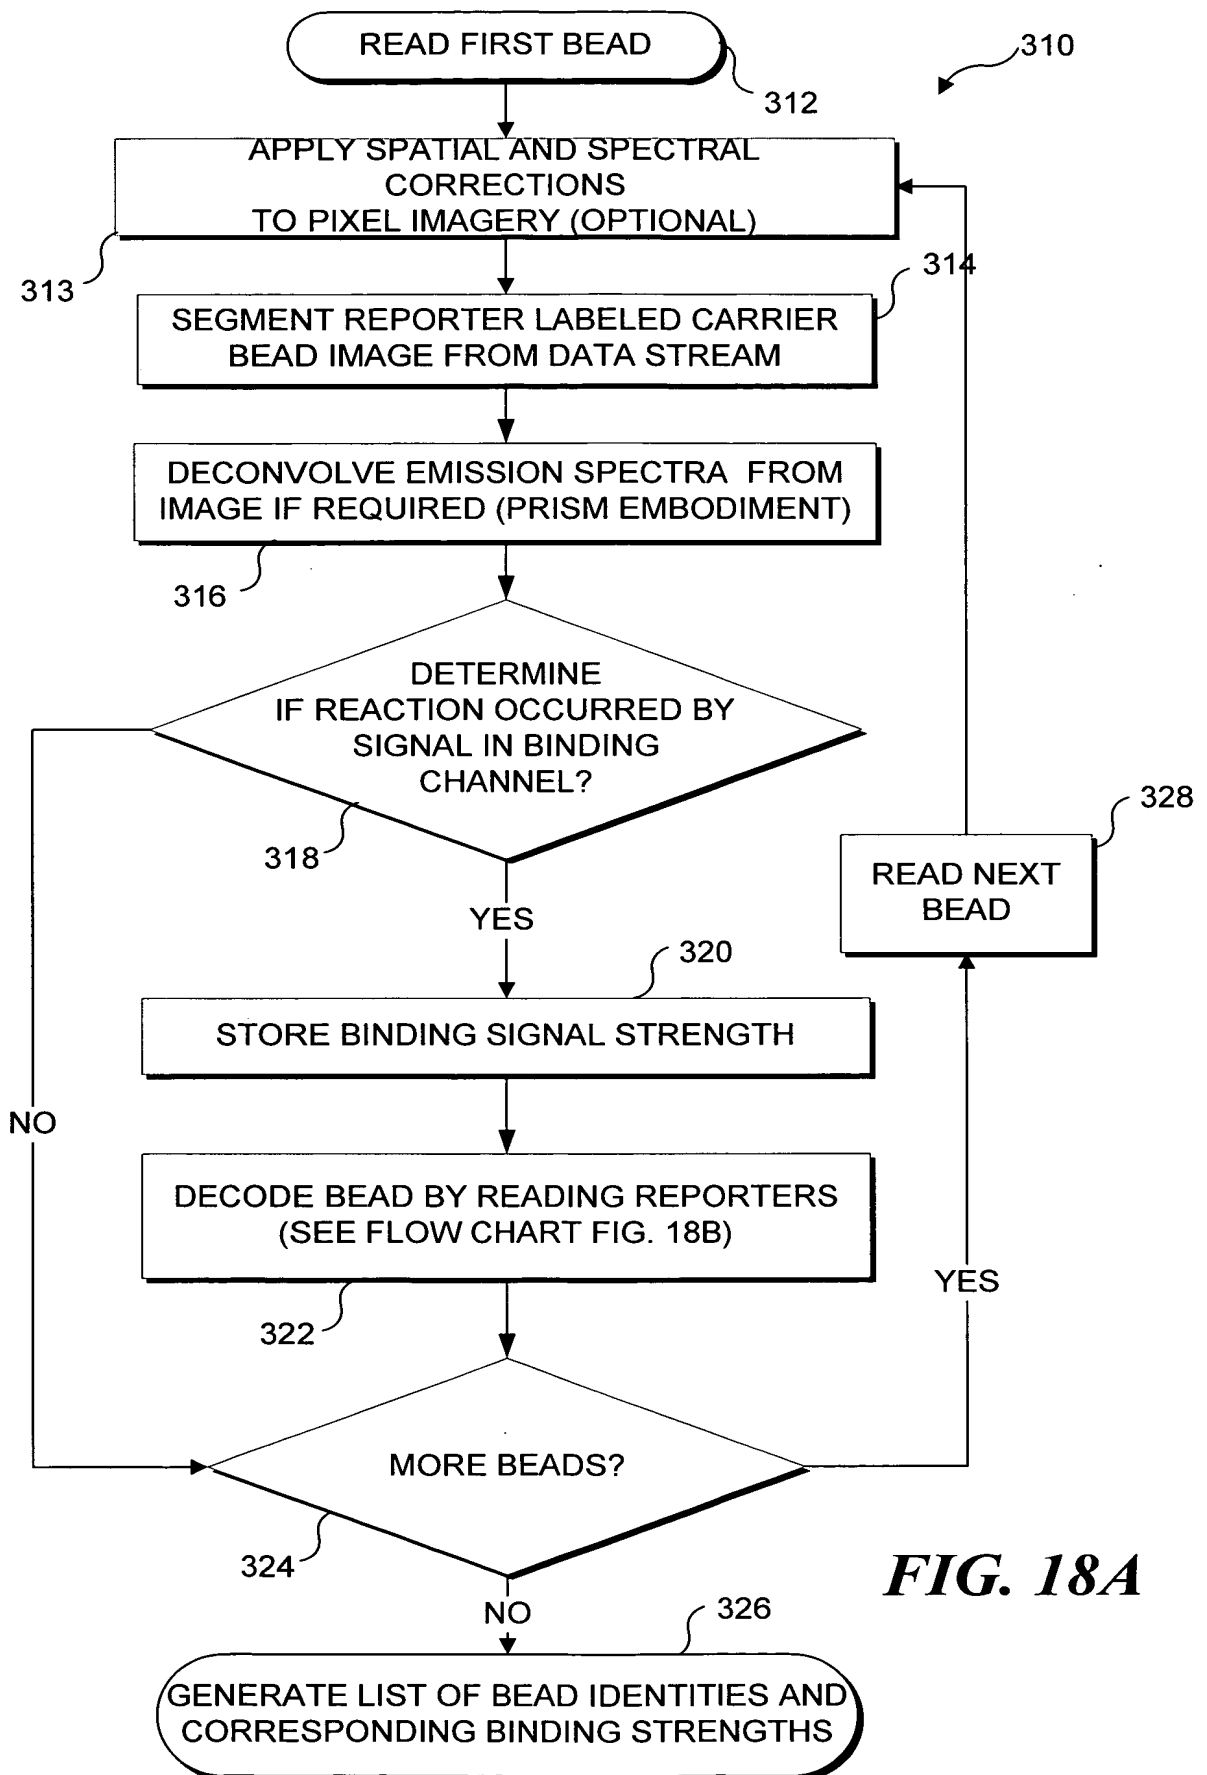 READ FIRST BEAD
310
312
APPLY SPATIAL AND SPECTRAL
CORRECTIONS
TO PIXEL IMAGERY (OPTIONAL)
313
314
SEGMENT REPORTER LABELED CARRIER
BEAD IMAGE FROM DATA STREAM
DECONVOLVE EMISSION SPECTRA FROM
IMAGE IF REQUIRED (PRISM EMBODIMENT)
316
DETERMINE
IF REACTION OCCURRED BY
SIGNAL IN BINDING
CHANNEL?
318
328
READ NEXT
BEAD
YES
320
STORE BINDING SIGNAL STRENGTH
NO
DECODE BEAD BY READING REPORTERS
(SEE FLOW CHART FIG. 18B)
YES
322
MORE BEADS?
324
FIG. 18A
NO
326
GENERATE LIST OF BEAD IDENTITIES AND
CORRESPONDING BINDING STRENGTHS